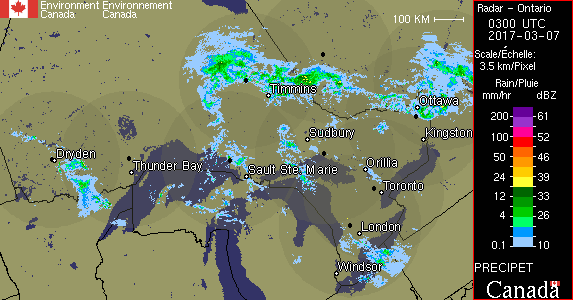 Environment Environnement
Canada Canada
100 KM
Timmins
Ottawa
Sudbury
Kingston
Dryden
Thunder Bay
Sault Ste. Marie
Orillia
Toronto
London
Windsor
Radar - Ontario
0300 UTC
2017-03-07
Scale/Échelle:
3.5 km/Pixel
Rain/Pluie
mm/hr dBZ
200 61
100 52
50 46
24 39
12 33
4 26
0.1 10
PRECIPET
Canada